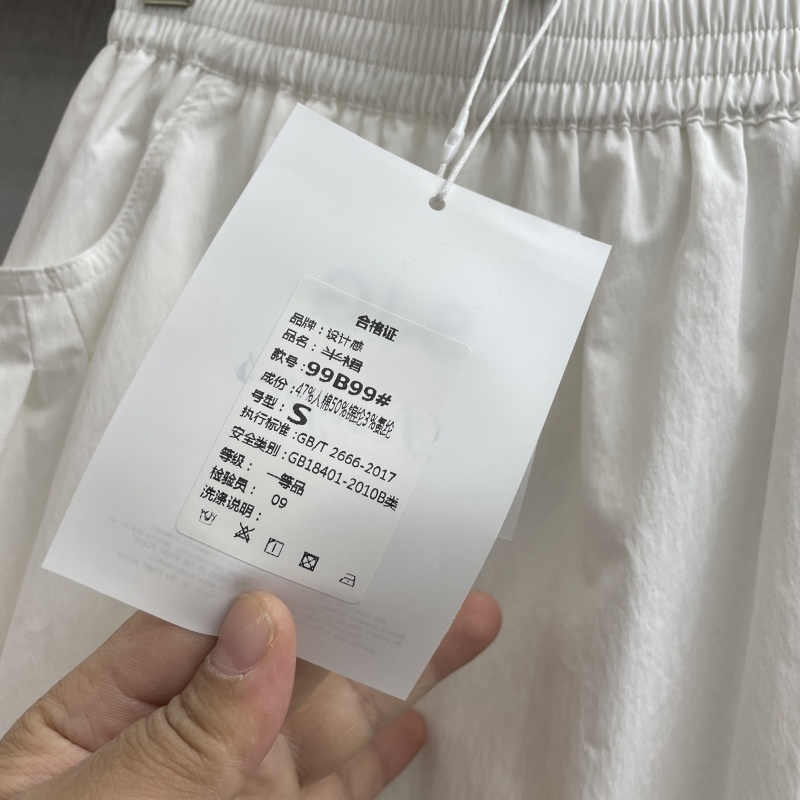 合格证
品牌：设计感
品名：半裙
款号：99B99#
成份：47%人棉50%锦纶3%氨纶
号型：S
执行标准：GB/T 2666-2017
安全类别：GB18401-2010B类
等级：一等品
检验员：09
洗涤说明：